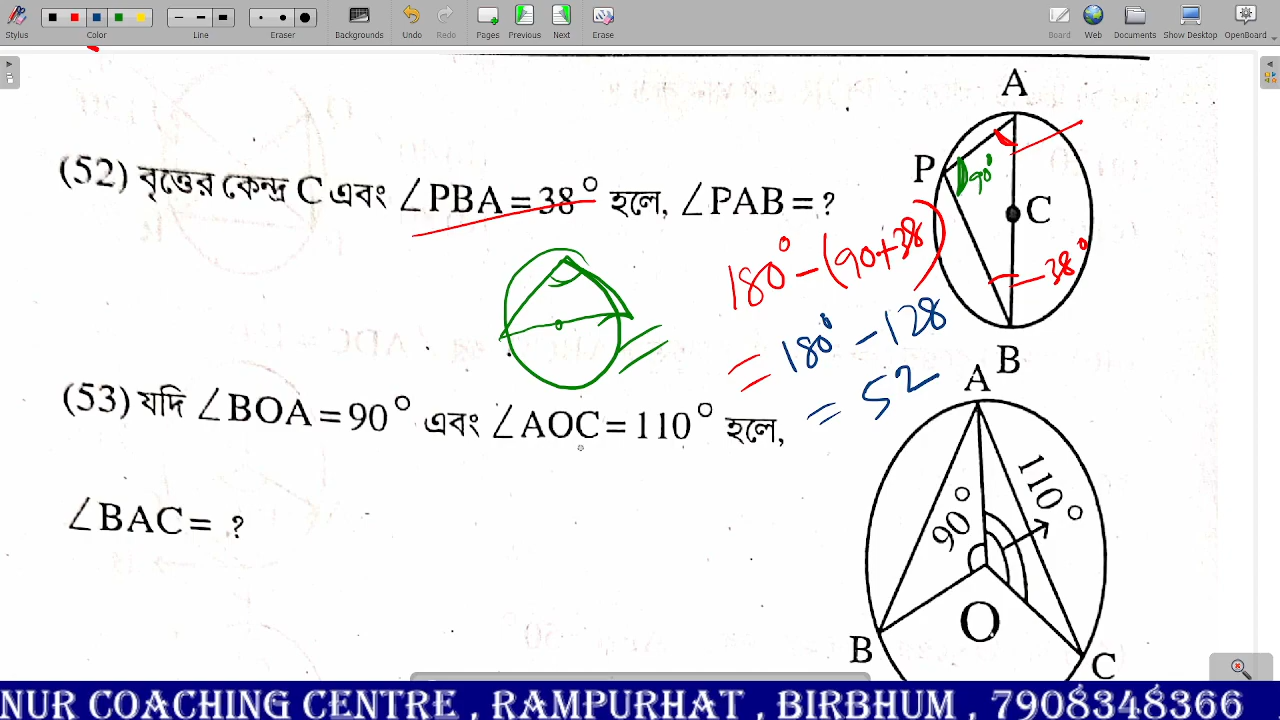 Stylus
Color
Line
Eraser
Backgrounds
Undo
Redo
Pages
Previous
Next
Erase
Board
Web
Documents
Show Desktop
OpenBoard
(52) বৃত্তের কেন্দ্র C এবং ∠PBA = 38° হলে, ∠PAB = ?
A
P
90°
C
38°
B
180° - (90+38)
= 180° - 128
= 52
(53) যদি ∠BOA = 90° এবং ∠AOC = 110° হলে,
∠BAC = ?
A
90°
110°
O
B
C
NUR COACHING CENTRE , RAMPURHAT , BIRBHUM , 7908348366